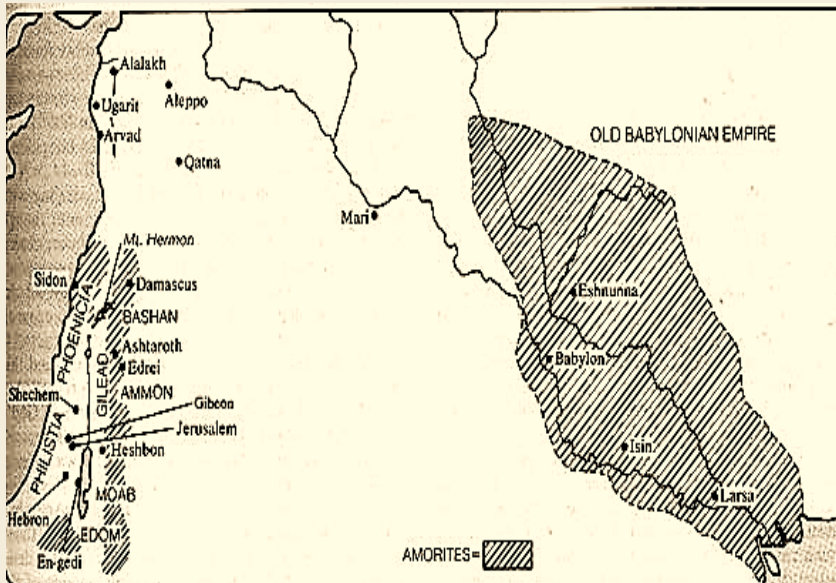 Alalakh
Aleppo
Ugarit
Arvad
Qatna
OLD BABYLONIAN EMPIRE
Mari
Mt. Hermon
Sidon
Damascus
PHOENICIA
BASHAN
Eshnunna
Ashtaroth
Edrei
Babylon
GILEAD
AMMON
Shechem
Gibeon
Jerusalem
PHILISTIA
Heshbon
Isin
MOAB
Larsa
Hebron
EDOM
En-gedi
AMORITES=